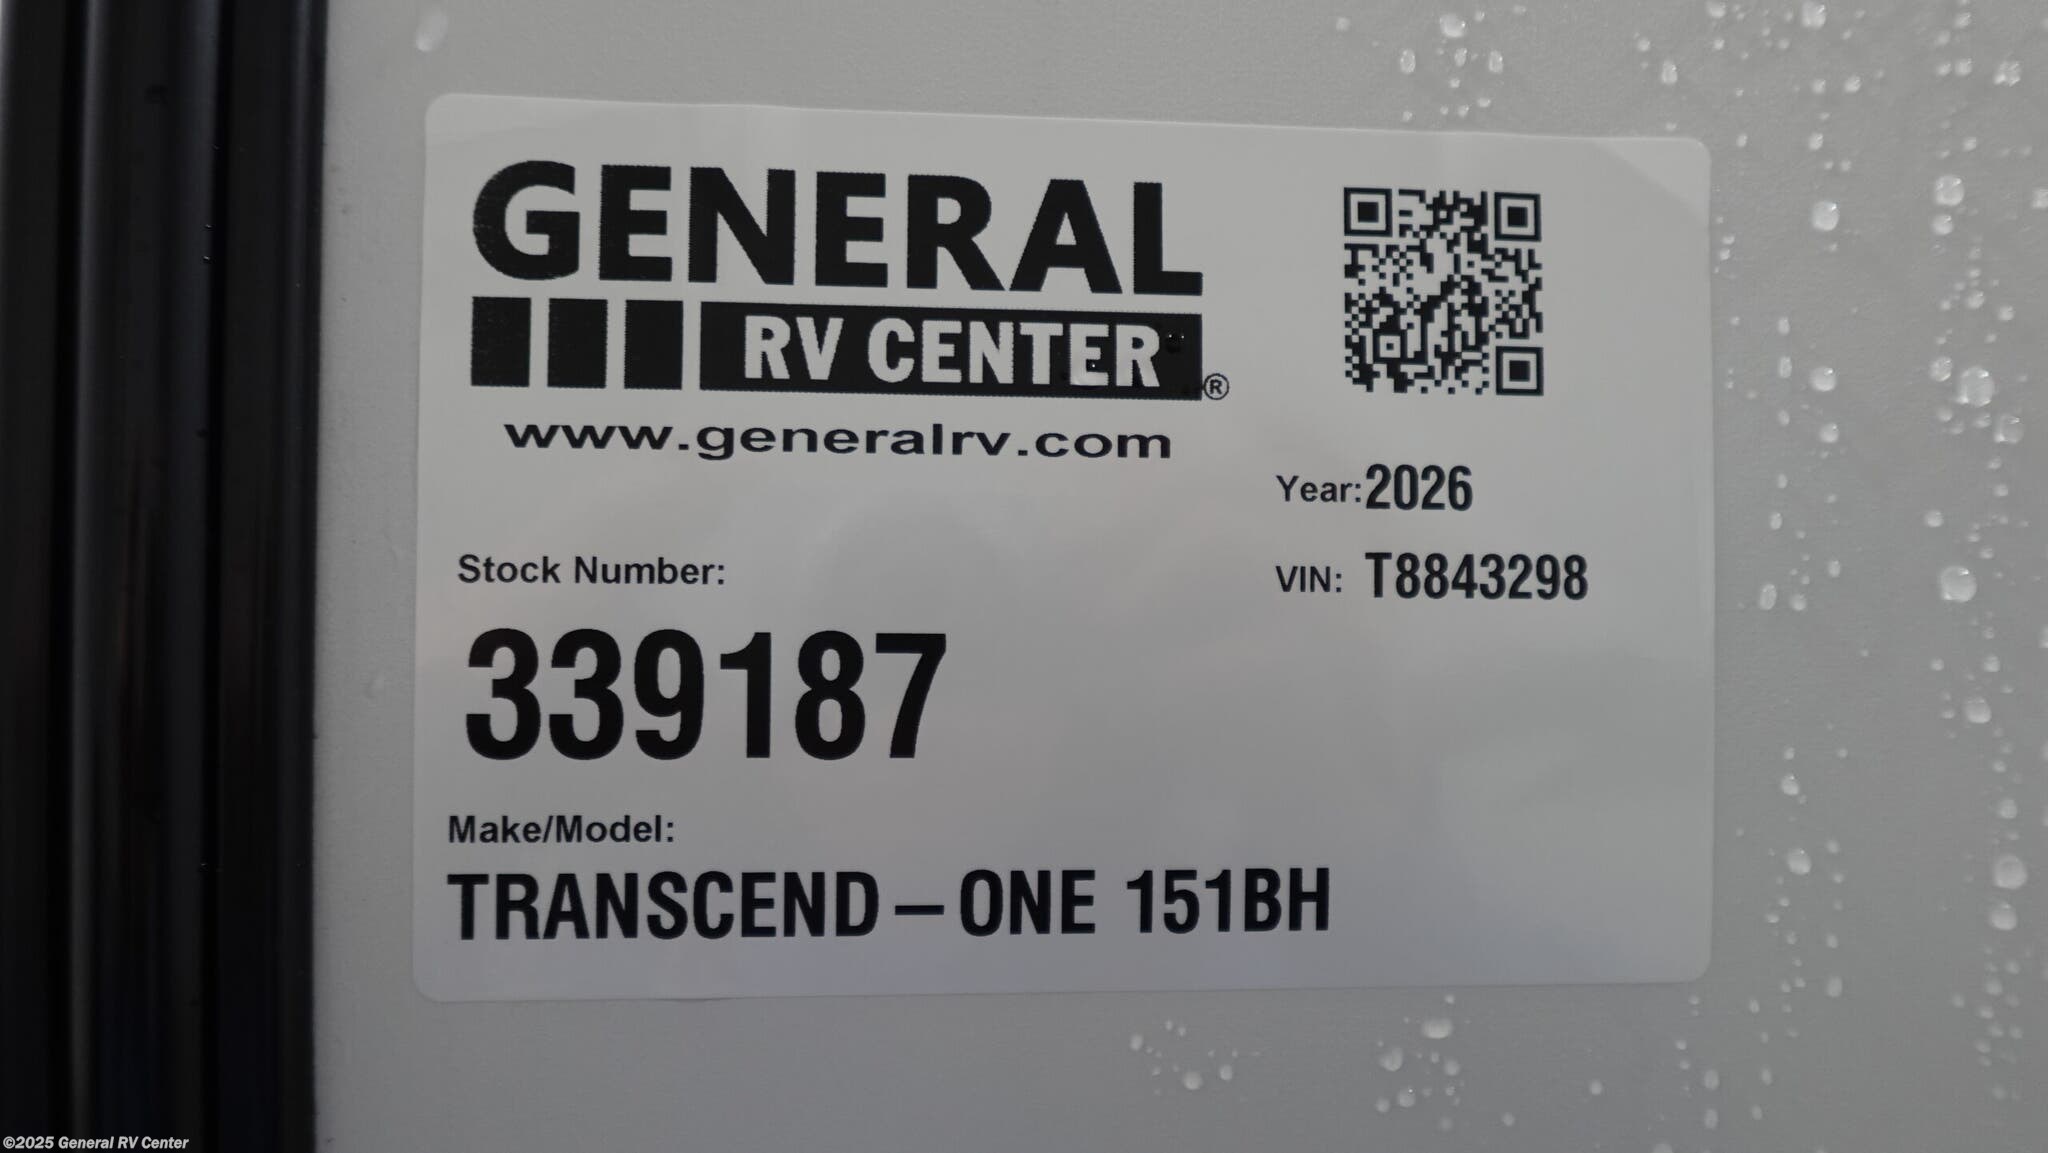 GENERAL
RV CENTER®
www.generalrv.com
Year: 2026
Stock Number:
VIN: T8843298
339187
Make/Model:
TRANSCEND - ONE 151BH
©2025 General RV Center